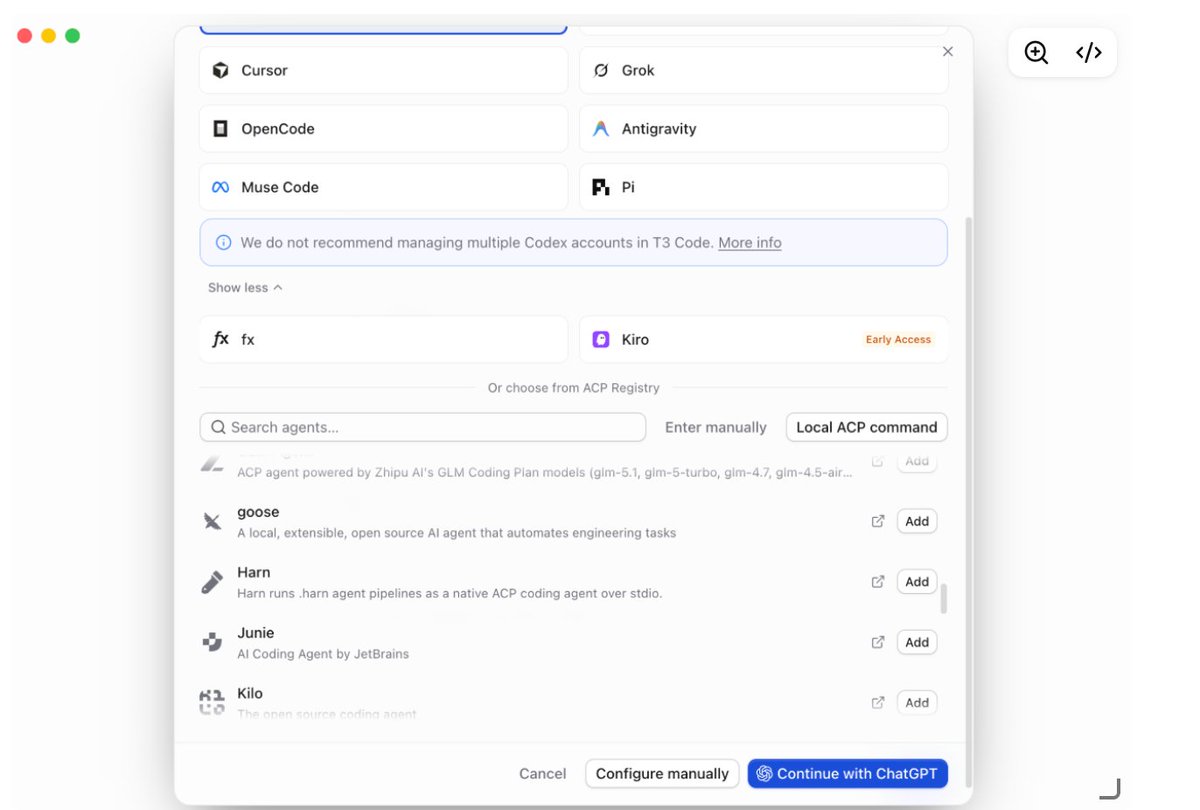 Cursor
Grok
OpenCode
Antigravity
Muse Code
Pi
We do not recommend managing multiple Codex accounts in T3 Code. More info
Show less
fx fx
Kiro
Early Access
Or choose from ACP Registry
Search agents...
Enter manually
Local ACP command
ACP agent powered by Zhipu AI's GLM Coding Plan models (glm-5.1, glm-5-turbo, glm-4.7, glm-4.5-air...
Add
goose
A local, extensible, open source AI agent that automates engineering tasks
Add
Harn
Harn runs .harn agent pipelines as a native ACP coding agent over stdio.
Add
Junie
AI Coding Agent by JetBrains
Add
Kilo
The open source coding agent
Add
Cancel
Configure manually
Continue with ChatGPT